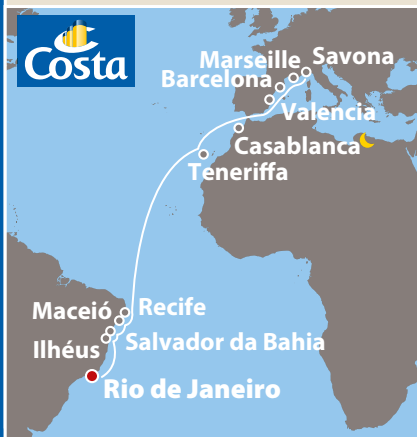 Costa
Marseille
Savona
Barcelona
Valencia
Casablanca
Teneriffa
Maceió
Recife
Ilhéus
Salvador da Bahia
Rio de Janeiro